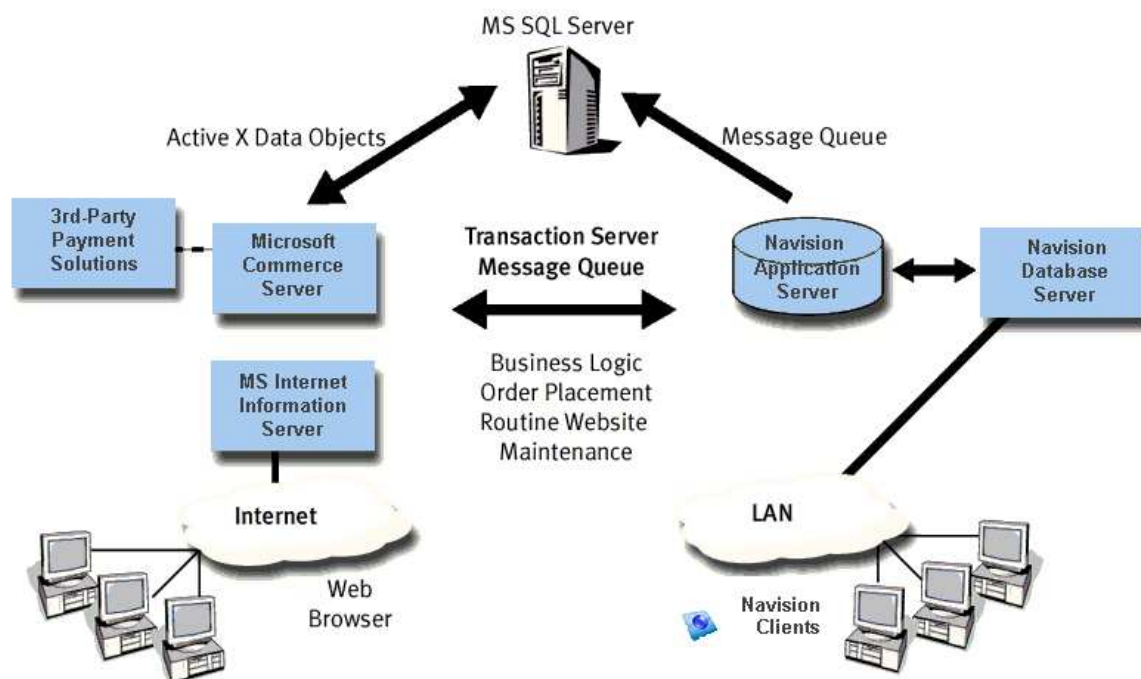 MS SQL Server
Active X Data Objects
Message Queue
3rd-Party
Payment
Solutions
Microsoft
Commerce
Server
Transaction Server
Message Queue
Navision
Application
Server
Navision
Database
Server
Business Logic
Order Placement
Routine Website
Maintenance
MS Internet
Information
Server
Internet
LAN
Web
Browser
Navision
Clients